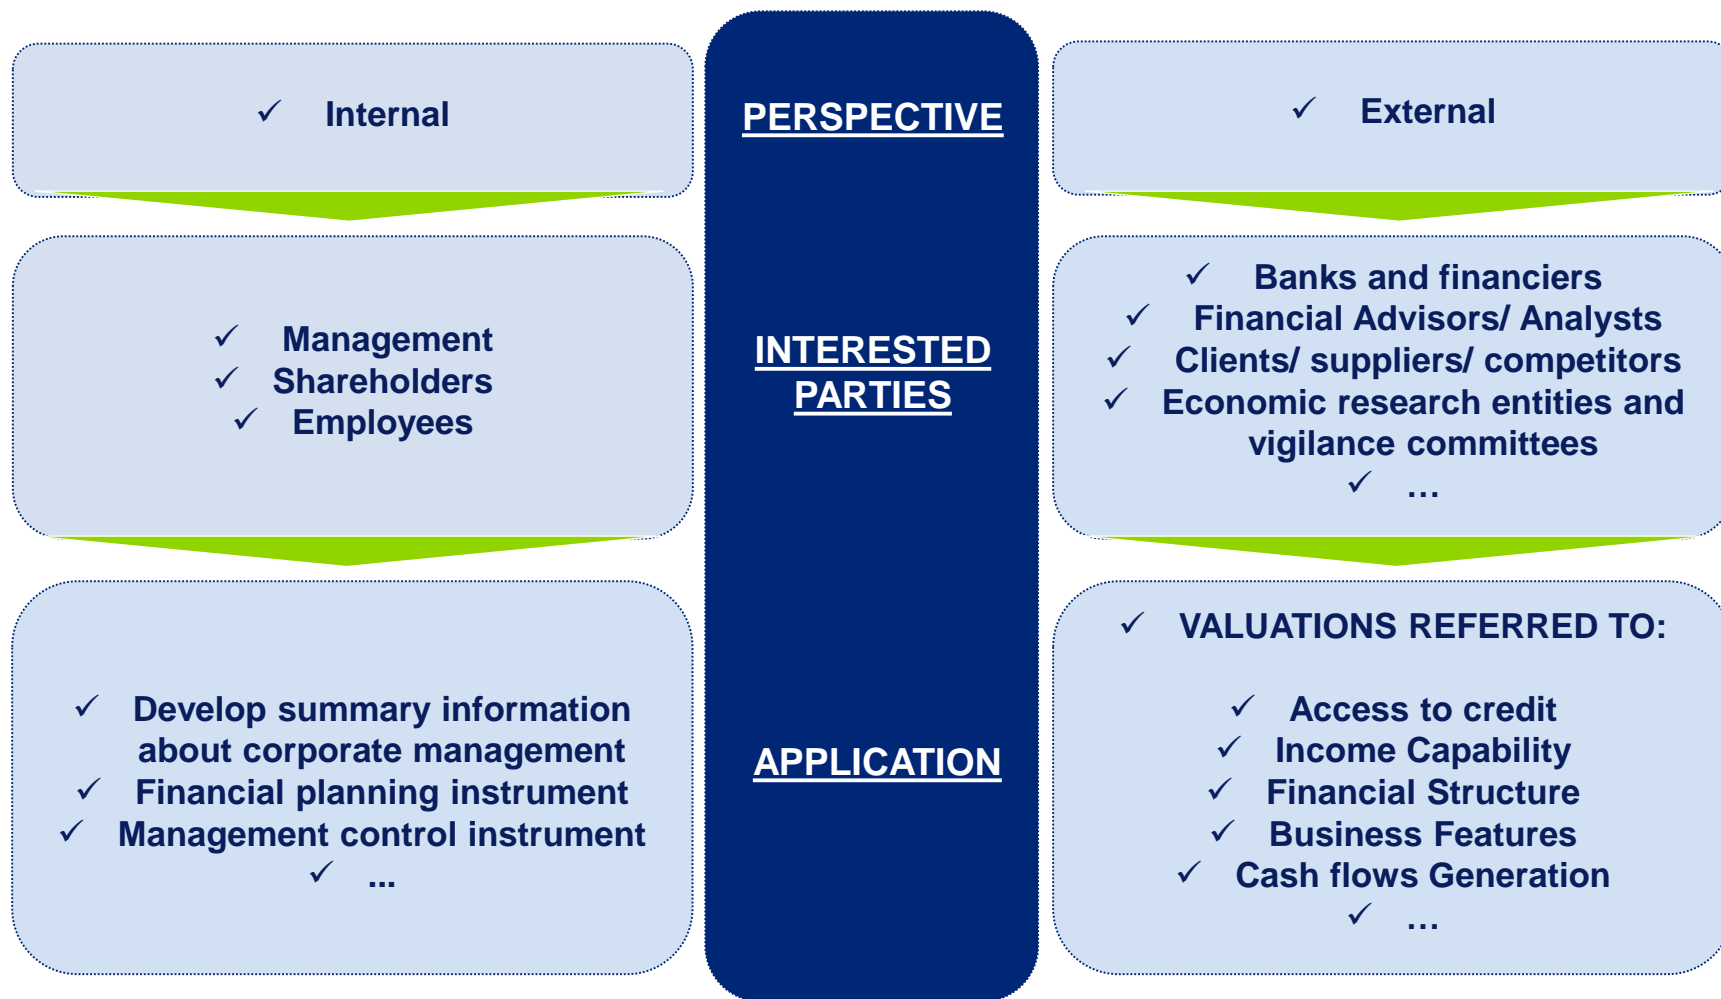 ✓ Internal
PERSPECTIVE
✓ External
✓ Management
✓ Shareholders
✓ Employees
INTERESTED
PARTIES
✓ Banks and financiers
✓ Financial Advisors/ Analysts
✓ Clients/ suppliers/ competitors
✓ Economic research entities and
vigilance committees
✓ …
✓ Develop summary information
about corporate management
✓ Financial planning instrument
✓ Management control instrument
✓ ...
APPLICATION
✓ VALUATIONS REFERRED TO:
✓ Access to credit
✓ Income Capability
✓ Financial Structure
✓ Business Features
✓ Cash flows Generation
✓ …